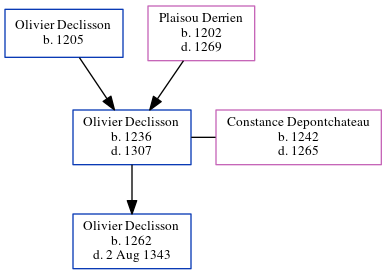 Olivier Declisson
b. 1205
Plaisou Derrien
b. 1202
d. 1269
Olivier Declisson
b. 1236
d. 1307
Constance Depontchateau
b. 1242
d. 1265
Olivier Declisson
b. 1262
d. 2 Aug 1343